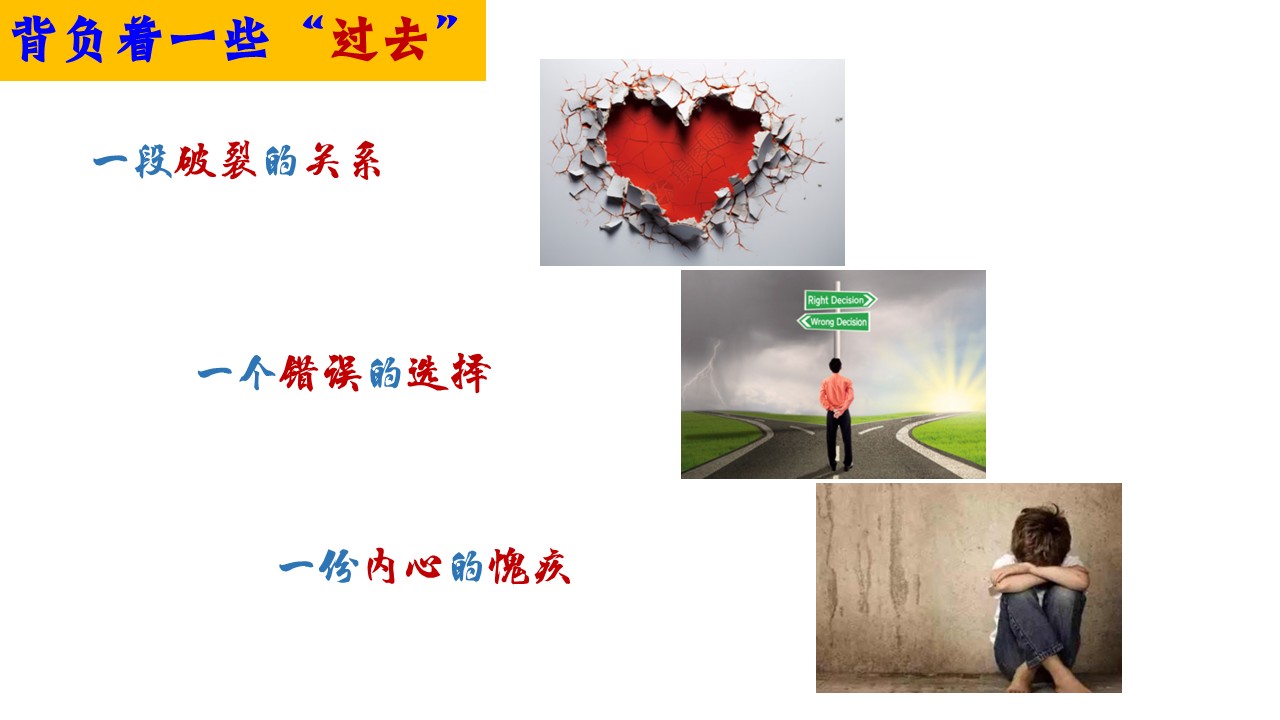 背负着一些“过去”
一段破裂的关系
Right Decision
Wrong Decision
一个错误的选择
一份内心的愧疚